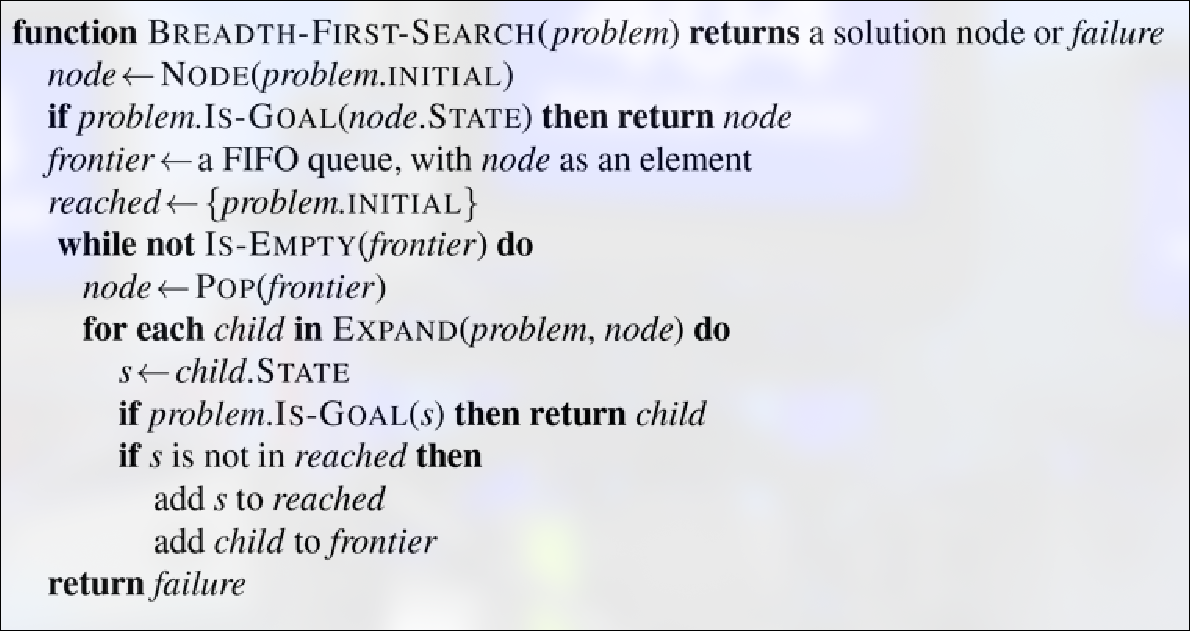 function BREADTH-FIRST-SEARCH(problem) returns a solution node or failure
node ← NODE(problem.INITIAL)
if problem.IS-GOAL(node.STATE) then return node
frontier ← a FIFO queue, with node as an element
reached ← {problem.INITIAL}
while not IS-EMPTY(frontier) do
node ← POP(frontier)
for each child in EXPAND(problem, node) do
s ← child.STATE
if problem.IS-GOAL(s) then return child
if s is not in reached then
add s to reached
add child to frontier
return failure